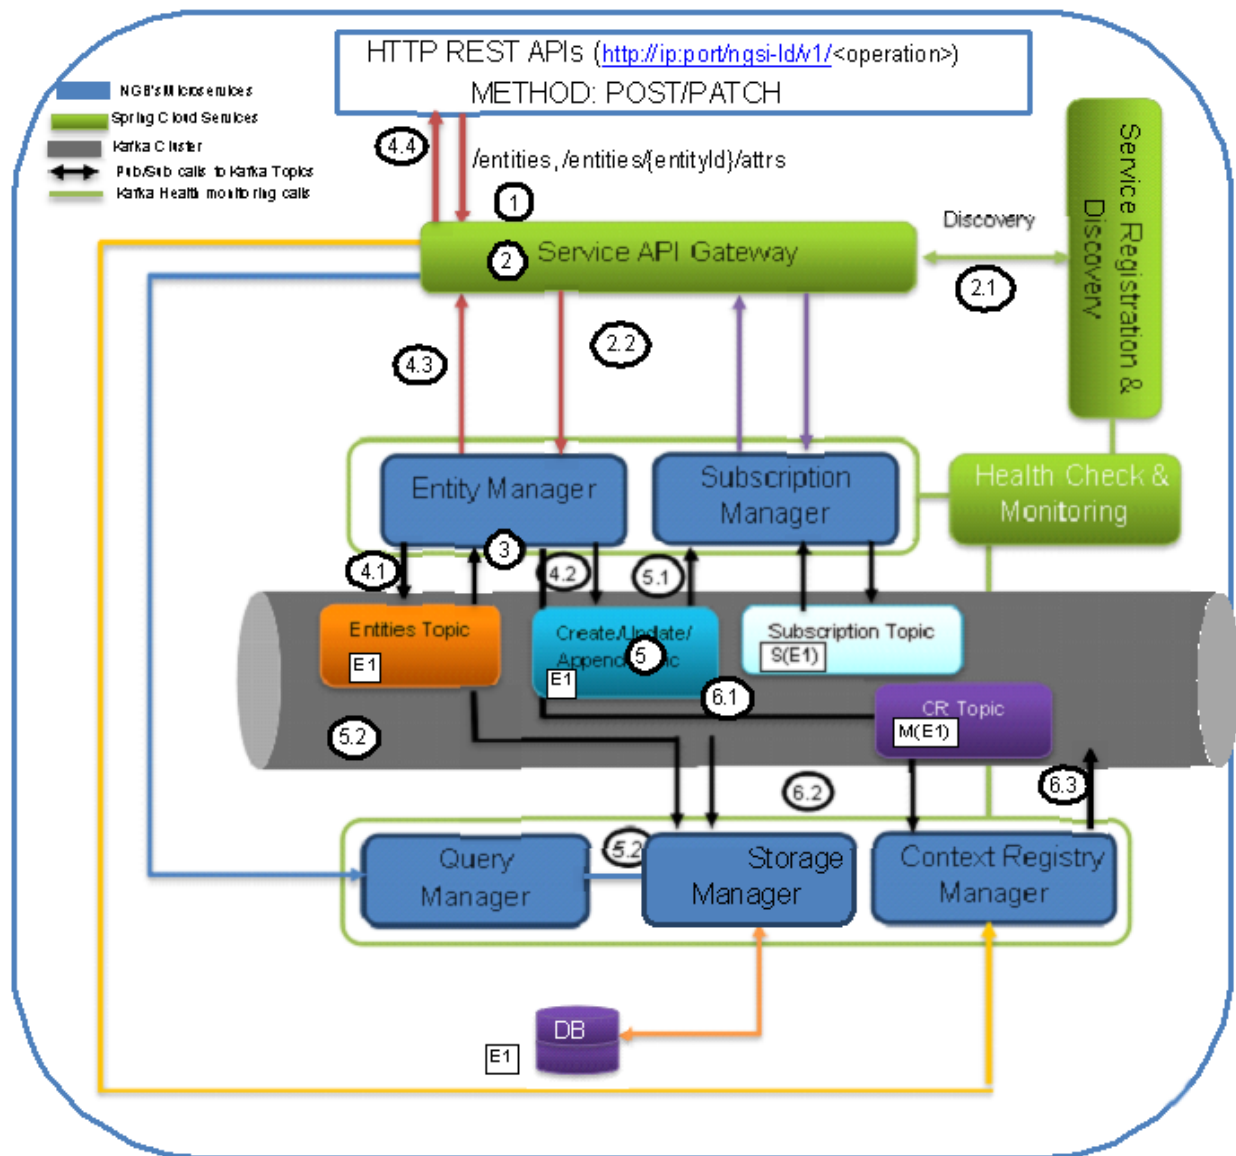 HTTP REST APIs (http://ip:port/ngsi-ld/v1/<operation>)
METHOD: POST/PATCH
NGB's Microservices
Spring Cloud Services
Kafka Cluster
Pub/Sub calls to Kafka Topics
Kafka Health monitoring calls
4.4
/entities, /entities/{entityId}/attrs
1
Service API Gateway
2
Discovery
2.1
Service Registration &
Discovery
2.2
4.3
Entity Manager
Subscription
Manager
Health Check &
Monitoring
3
4.1
4.2
5.1
Entities Topic
E1
Create/Update/
5
E1
Subscription Topic
S(E1)
6.1
CR Topic
M(E1)
5.2
6.2
6.3
Query
Manager
5.2
Storage
Manager
Context Registry
Manager
DB
E1